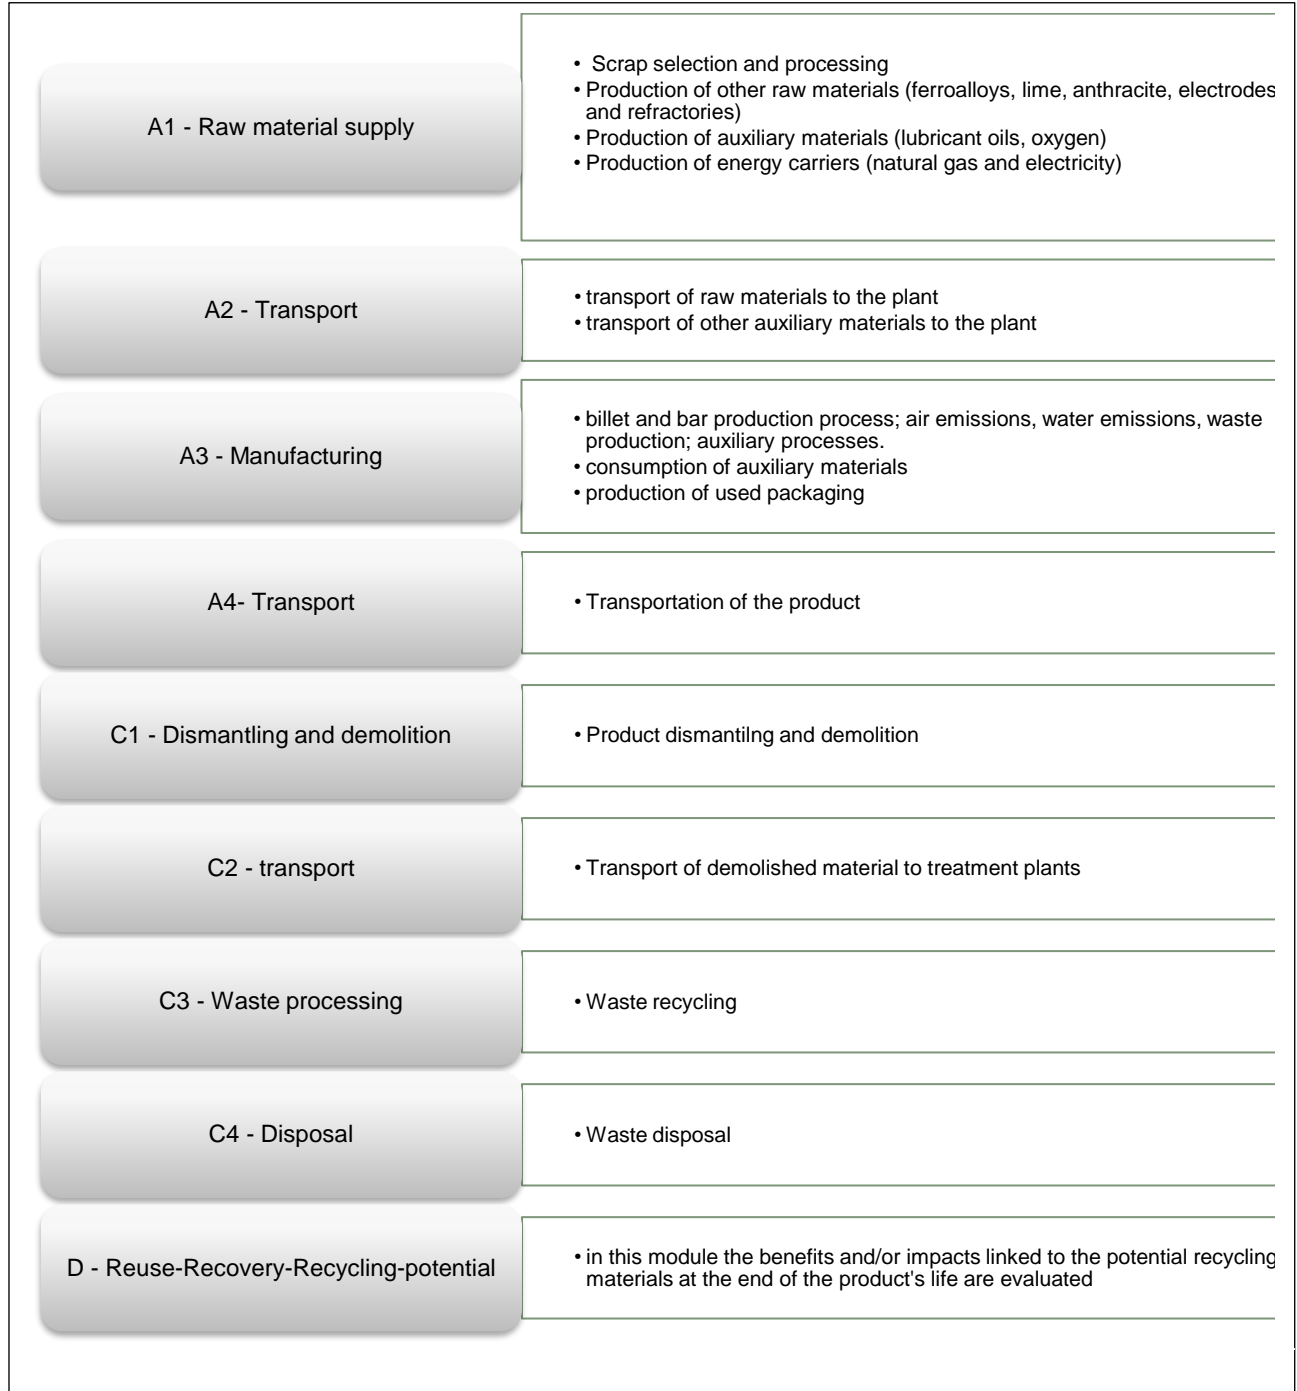 A1 - Raw material supply
•  Scrap selection and processing
• Production of other raw materials (ferroalloys, lime, anthracite, electrodes
and refractories)
• Production of auxiliary materials (lubricant oils, oxygen)
• Production of energy carriers (natural gas and electricity)
A2 - Transport
• transport of raw materials to the plant
• transport of other auxiliary materials to the plant
A3 - Manufacturing
• billet and bar production process; air emissions, water emissions, waste
production; auxiliary processes.
• consumption of auxiliary materials
• production of used packaging
A4- Transport
• Transportation of the product
C1 - Dismantling and demolition
• Product dismantilng and demolition
C2 - transport
• Transport of demolished material to treatment plants
C3 - Waste processing
• Waste recycling
C4 - Disposal
• Waste disposal
D - Reuse-Recovery-Recycling-potential
• in this module the benefits and/or impacts linked to the potential recycling
materials at the end of the product's life are evaluated